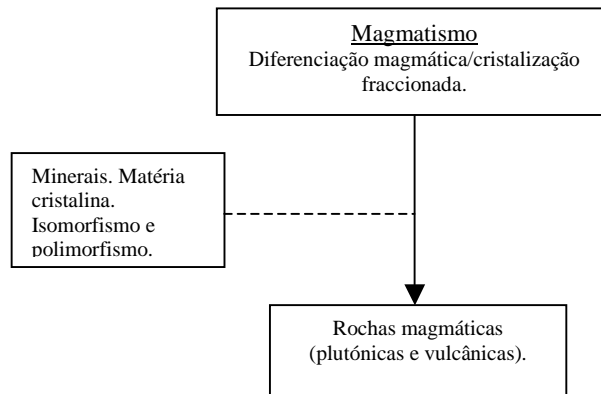 Magmatismo
Diferenciação magmática/cristalização
fraccionada.
Minerais. Matéria
cristalina.
Isomorfismo e
polimorfismo.
Rochas magmáticas
(plutónicas e vulcânicas).